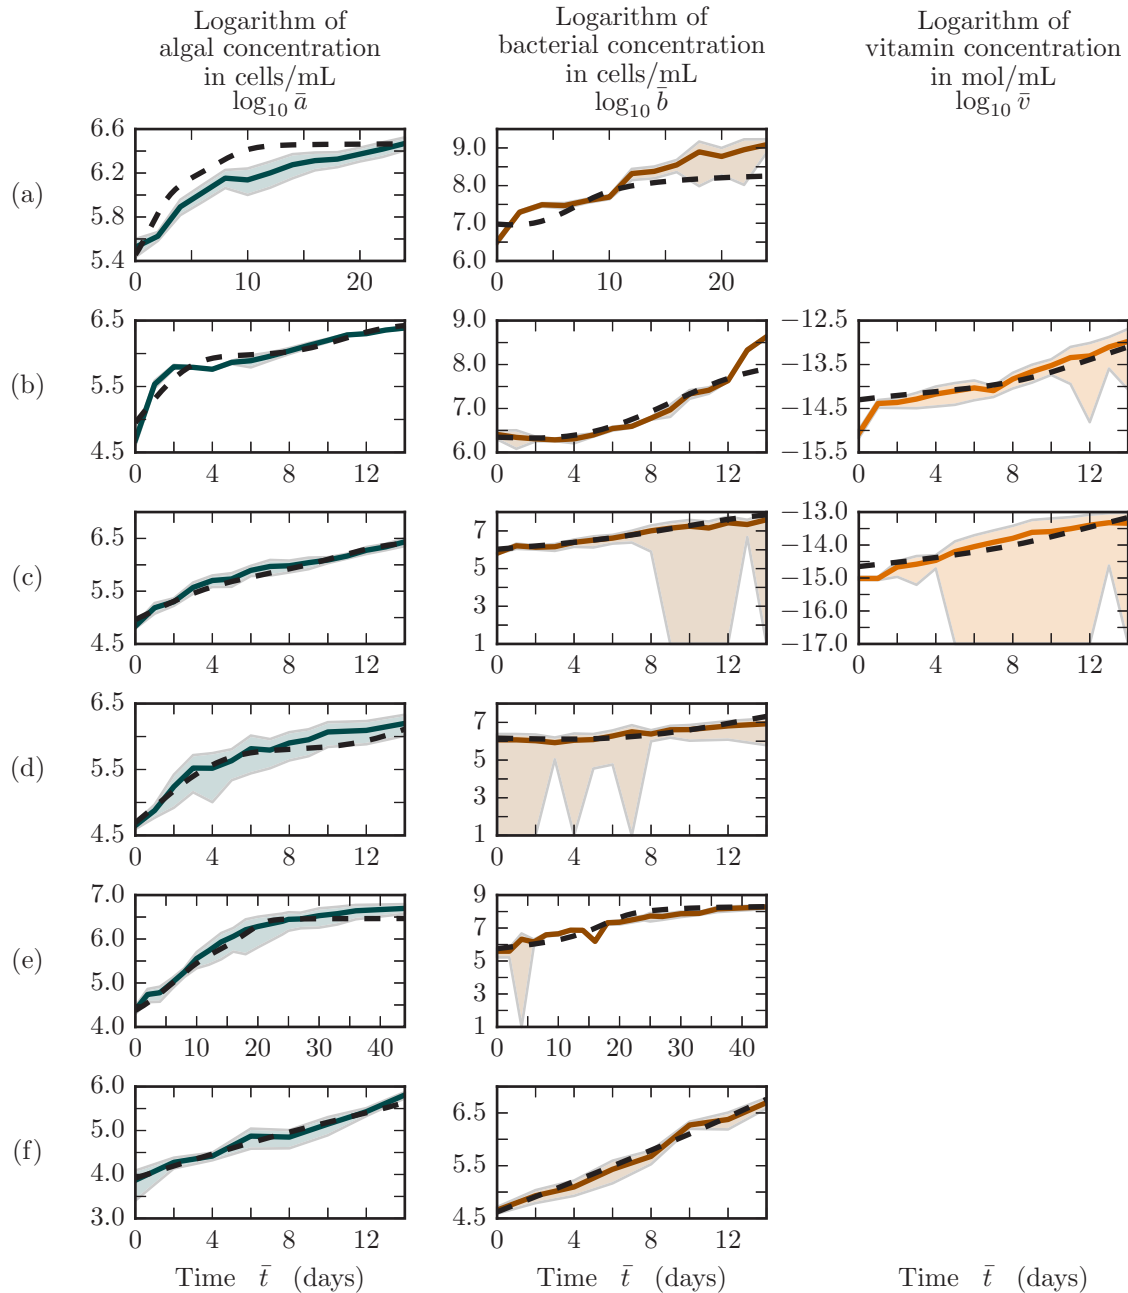 Logarithm of
algal concentration
in cells/mL
log₁₀ a̅
Logarithm of
bacterial concentration
in cells/mL
log₁₀ b̅
Logarithm of
vitamin concentration
in mol/mL
log₁₀ v̅
(a)
6.6
6.2
5.8
5.4
0 10 20
9.0
8.0
7.0
6.0
0 10 20
(b)
6.5
5.5
4.5
0 4 8 12
9.0
8.0
7.0
6.0
0 4 8 12
−12.5
−13.5
−14.5
−15.5
0 4 8 12
(c)
6.5
5.5
4.5
0 4 8 12
7
5
3
1
0 4 8 12
−13.0
−14.0
−15.0
−16.0
−17.0
0 4 8 12
(d)
6.5
5.5
4.5
0 4 8 12
7
5
3
1
0 4 8 12
(e)
7.0
6.0
5.0
4.0
0 10 20 30 40
9
7
5
3
1
0 10 20 30 40
(f)
6.0
5.0
4.0
3.0
0 4 8 12
6.5
5.5
4.5
0 4 8 12
Time t̄ (days)
Time t̄ (days)
Time t̄ (days)